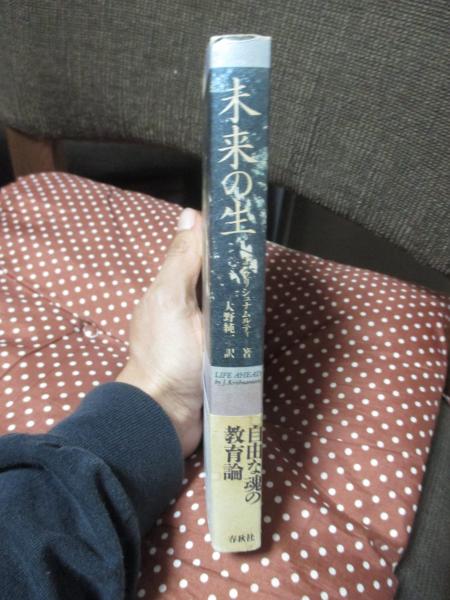 未来の生
J・クリシュナムルティ 著
大野純一 訳
LIFE AHEAD
by J. Krishnamurti
自由な魂の
教育論
春秋社